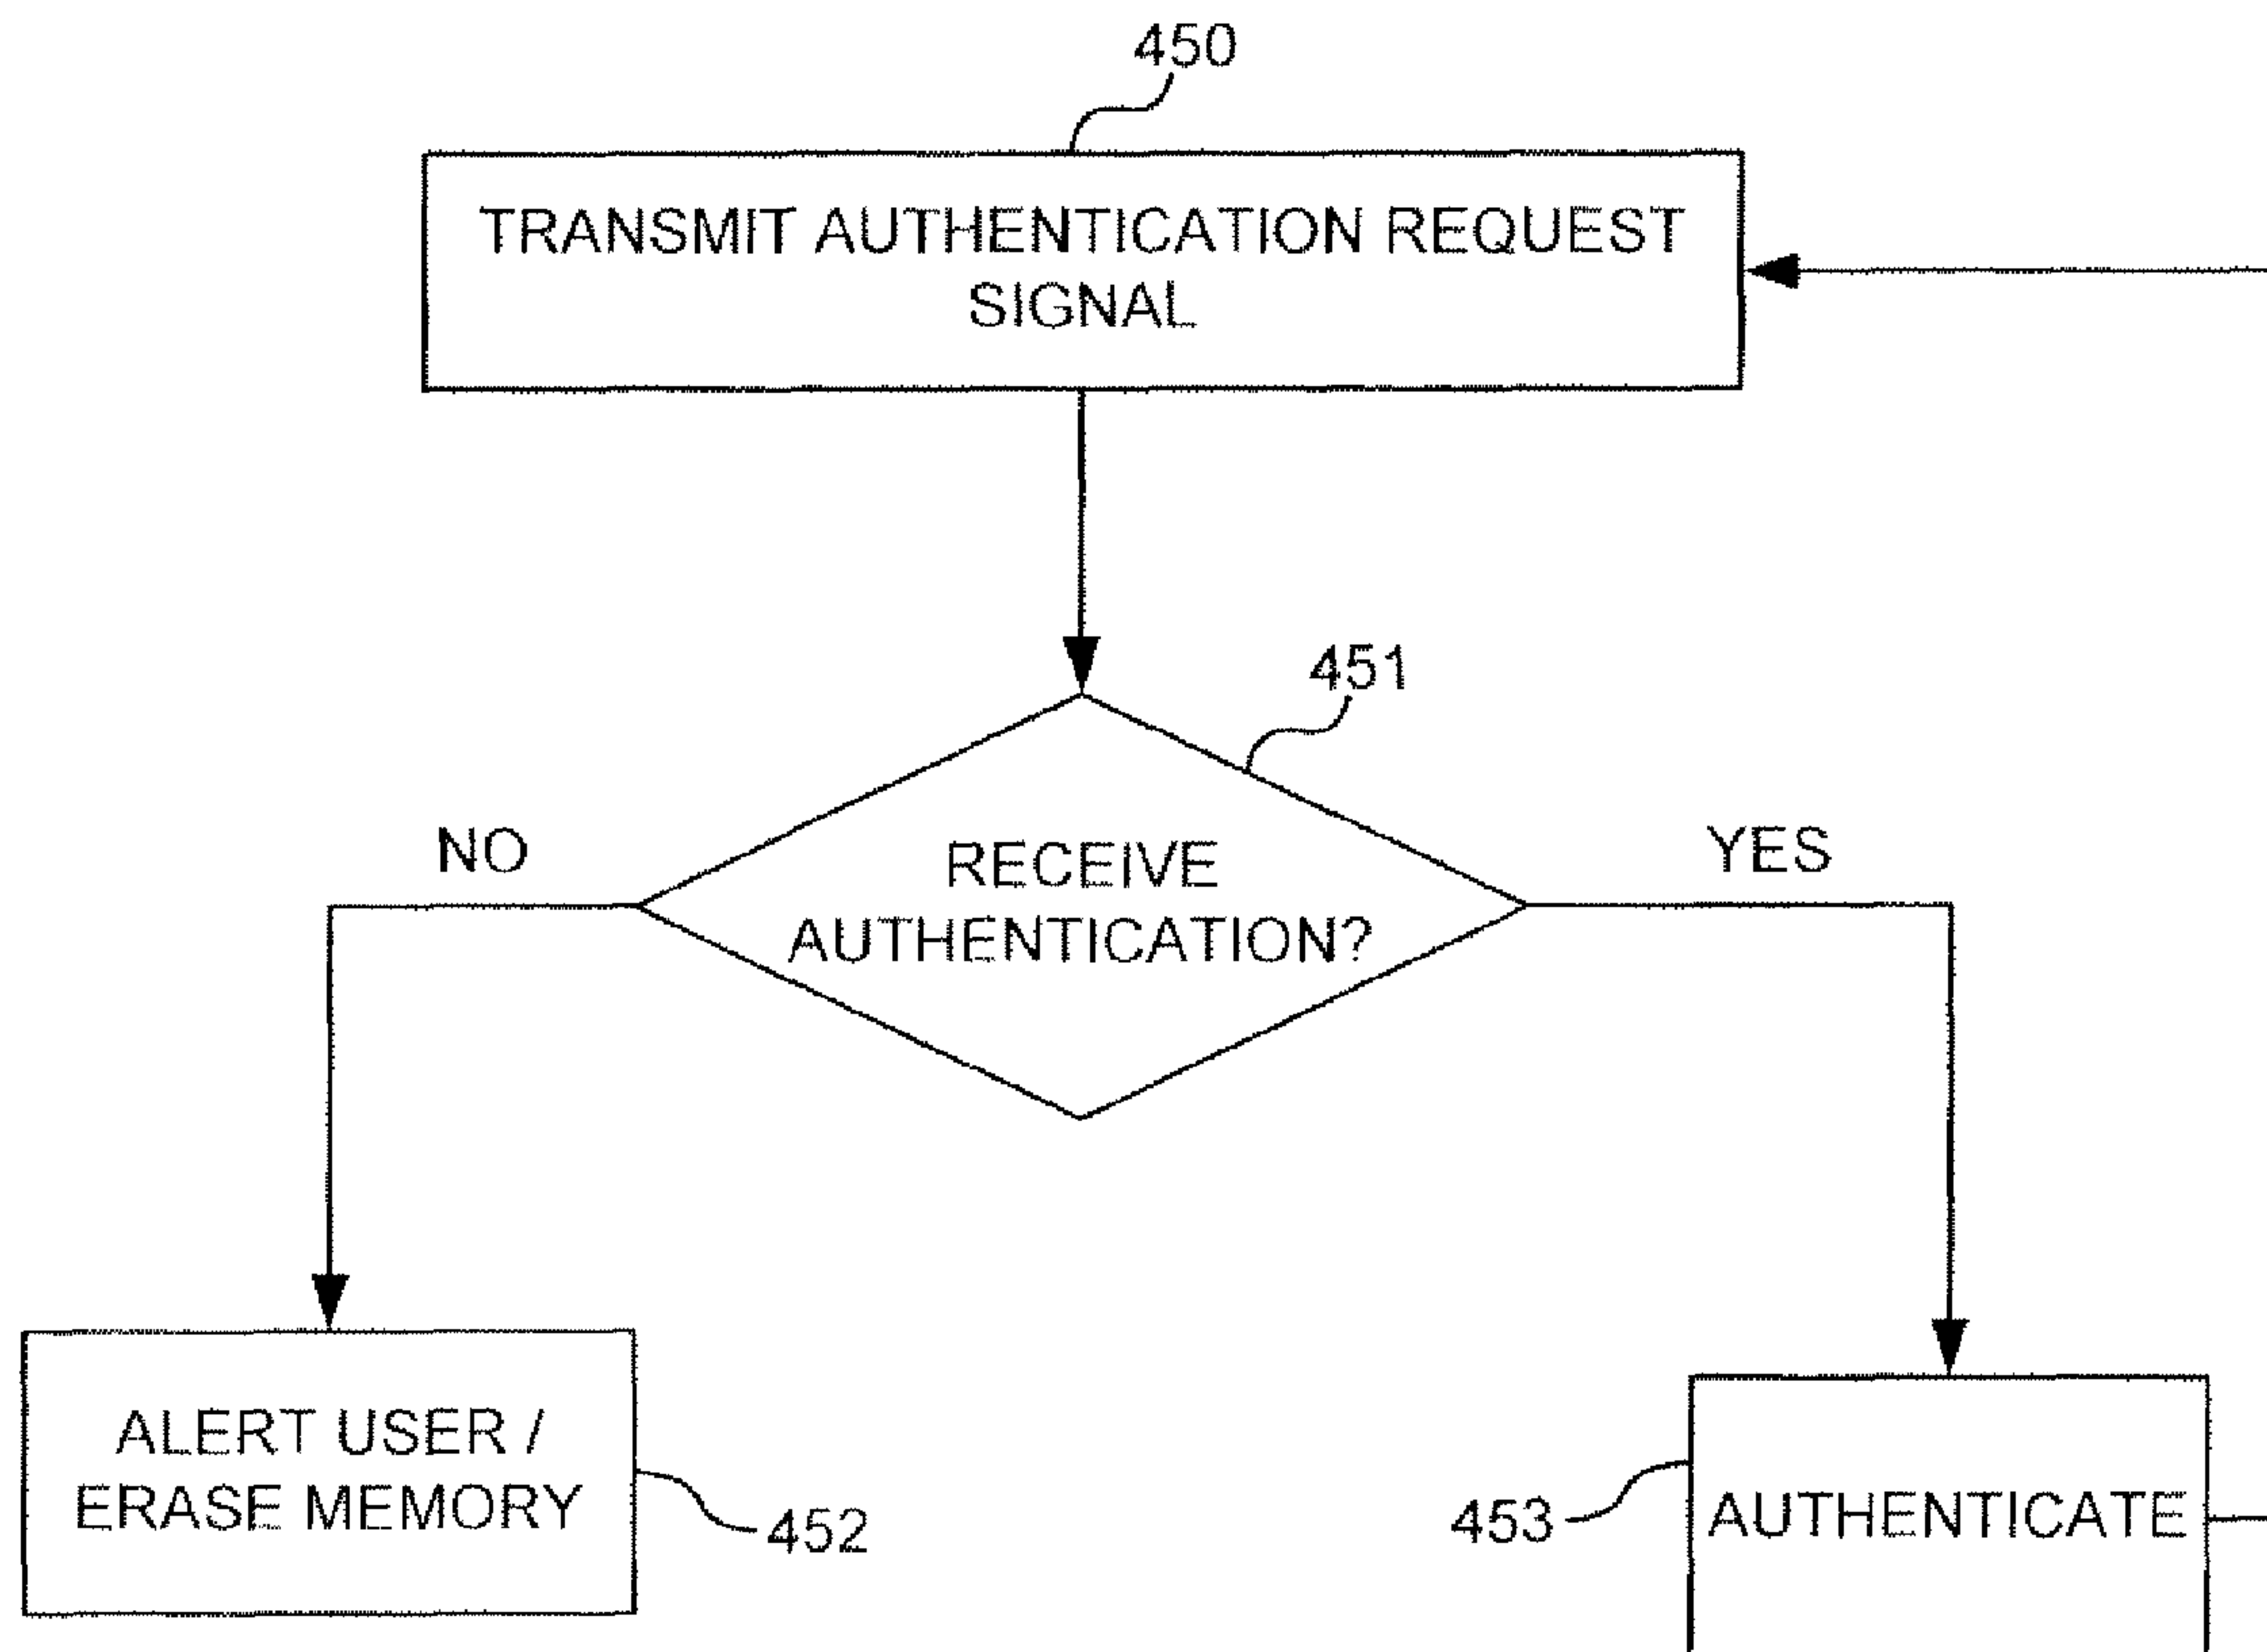 450
TRANSMIT AUTHENTICATION REQUEST
SIGNAL
451
NO
RECEIVE
AUTHENTICATION?
YES
ALERT USER /
ERASE MEMORY
452
453
AUTHENTICATE